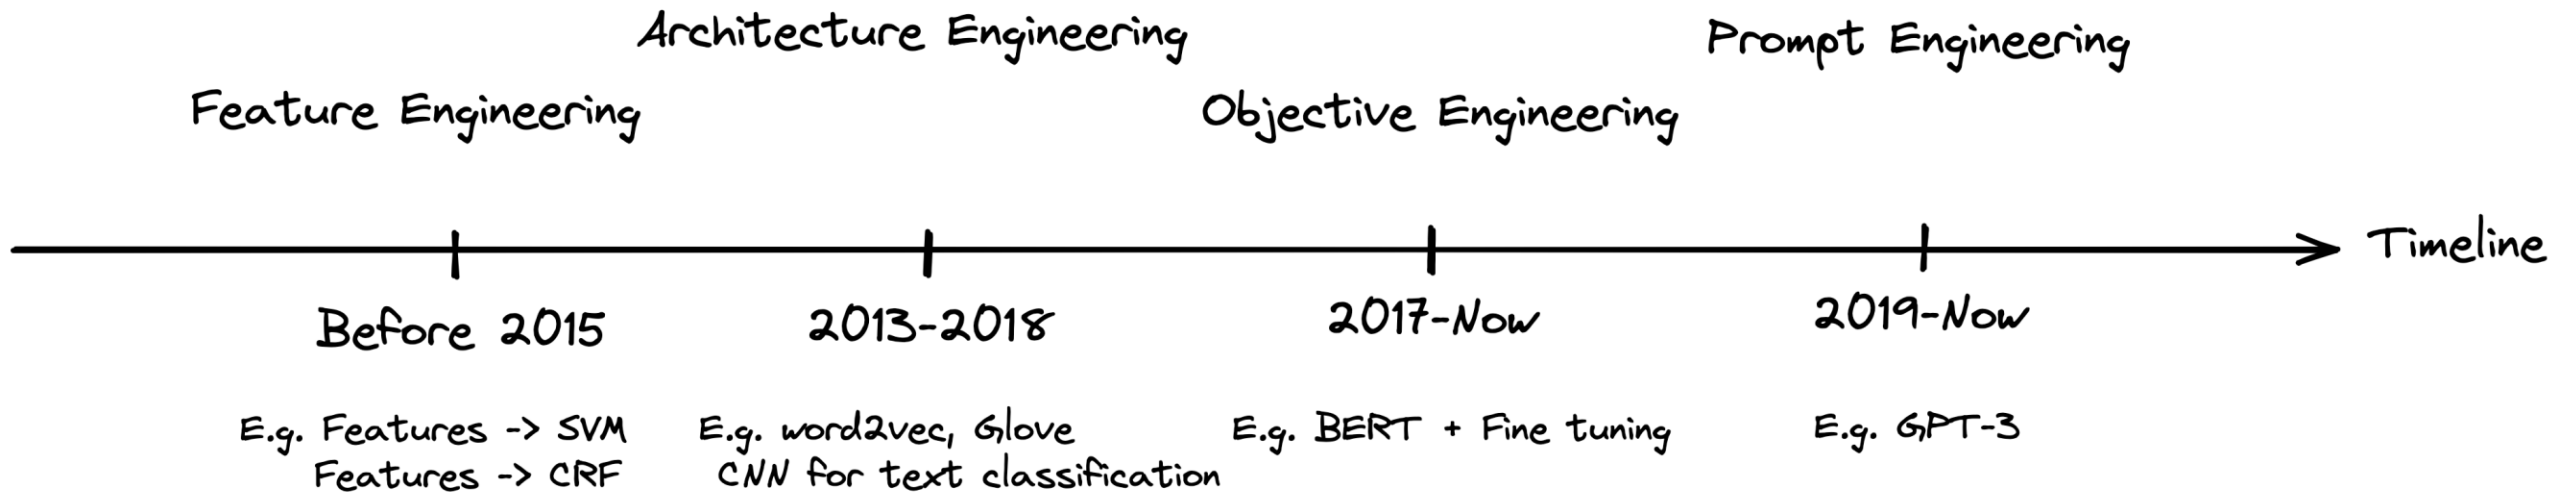 Architecture Engineering
Prompt Engineering
Feature Engineering
Objective Engineering
Timeline
Before 2015
2013-2018
2017-Now
2019-Now
E.g. Features -> SVM
Features -> CRF
E.g. word2vec, Glove
CNN for text classification
E.g. BERT + Fine tuning
E.g. GPT-3